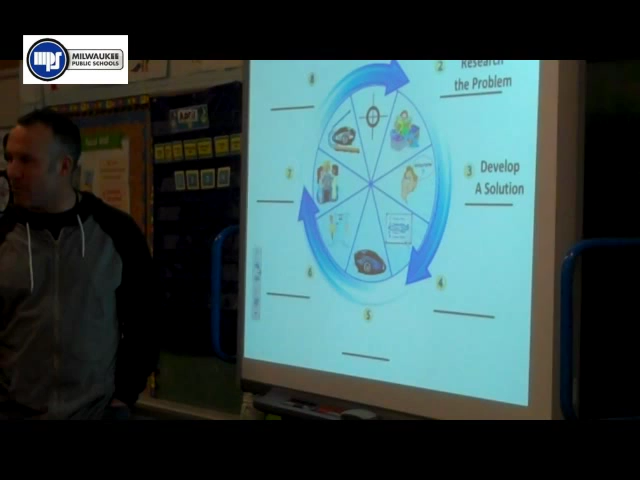 mps
MILWAUKEE
PUBLIC SCHOOLS
2
Research
the Problem
8
3
Develop
A Solution
7
6
4
5